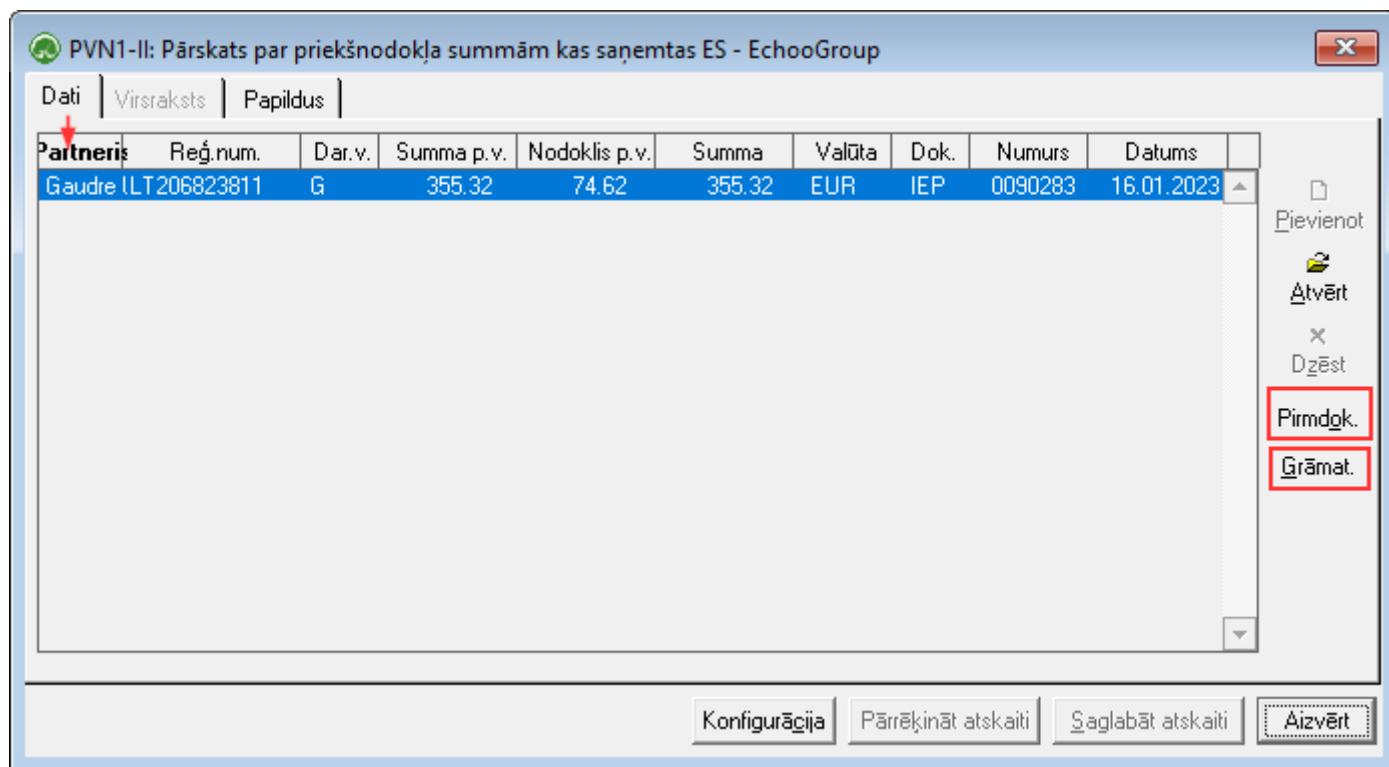 PVN1-II: Pārskats par priekšnodokļa summām kas saņemtas ES - EchooGroup
Dati Virsraksts Papildus
Partneris Reģ.num. Dar.v. Summa p.v. Nodoklis p.v. Summa Valūta Dok. Numurs Datums
Gaudre LT206823811 G 355.32 74.62 355.32 EUR IEP 0090283 16.01.2023
Pievienot
Atvērt
Dzēst
Pirmdok.
Grāmat.
Konfigurācija Pārrēķināt atskaiti Saglabāt atskaiti Aizvērt